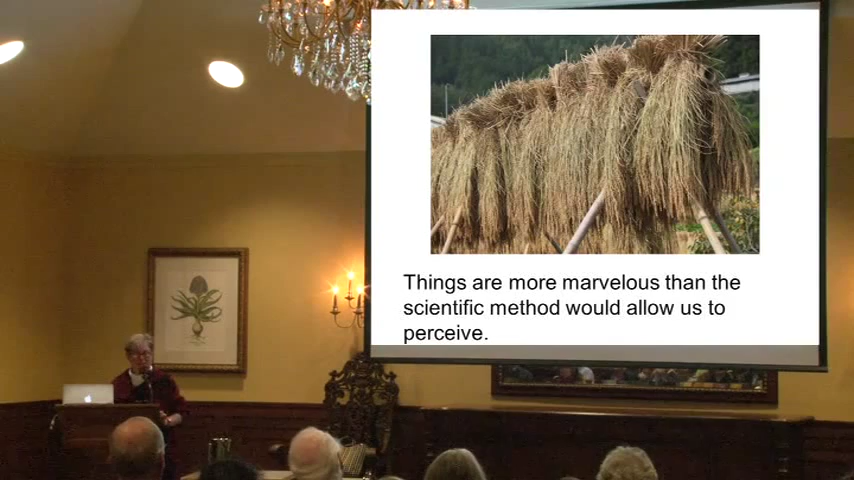 Things are more marvelous than the
scientific method would allow us to
perceive.